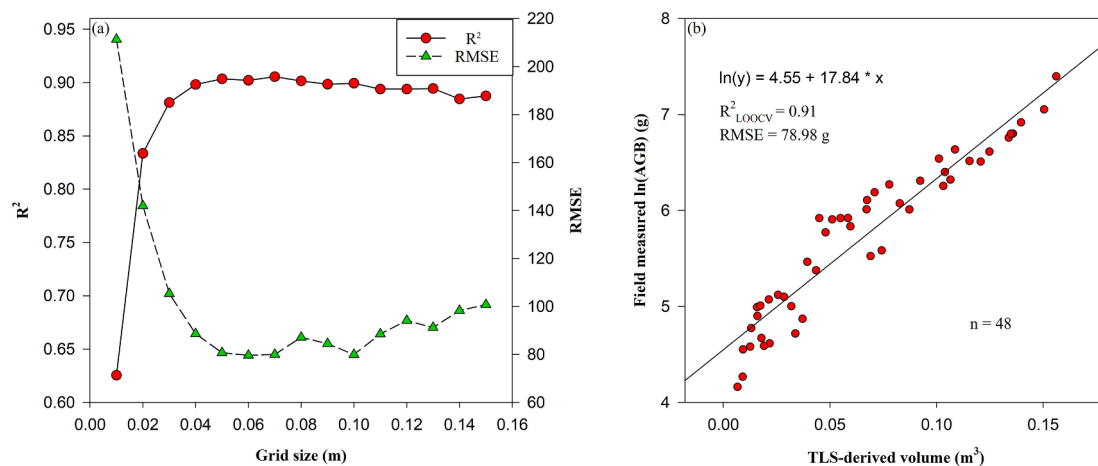 (a)
R²
RMSE
0.95
0.90
0.85
0.80
0.75
0.70
0.65
0.60
R²
220
200
180
160
140
120
100
80
60
RMSE
0.00 0.02 0.04 0.06 0.08 0.10 0.12 0.14 0.16
Grid size (m)
(b)
ln(y) = 4.55 + 17.84 * x
R²LOOCV = 0.91
RMSE = 78.98 g
n = 48
8
7
6
5
4
Field measured ln(AGB) (g)
0.00 0.05 0.10 0.15
TLS-derived volume (m³)